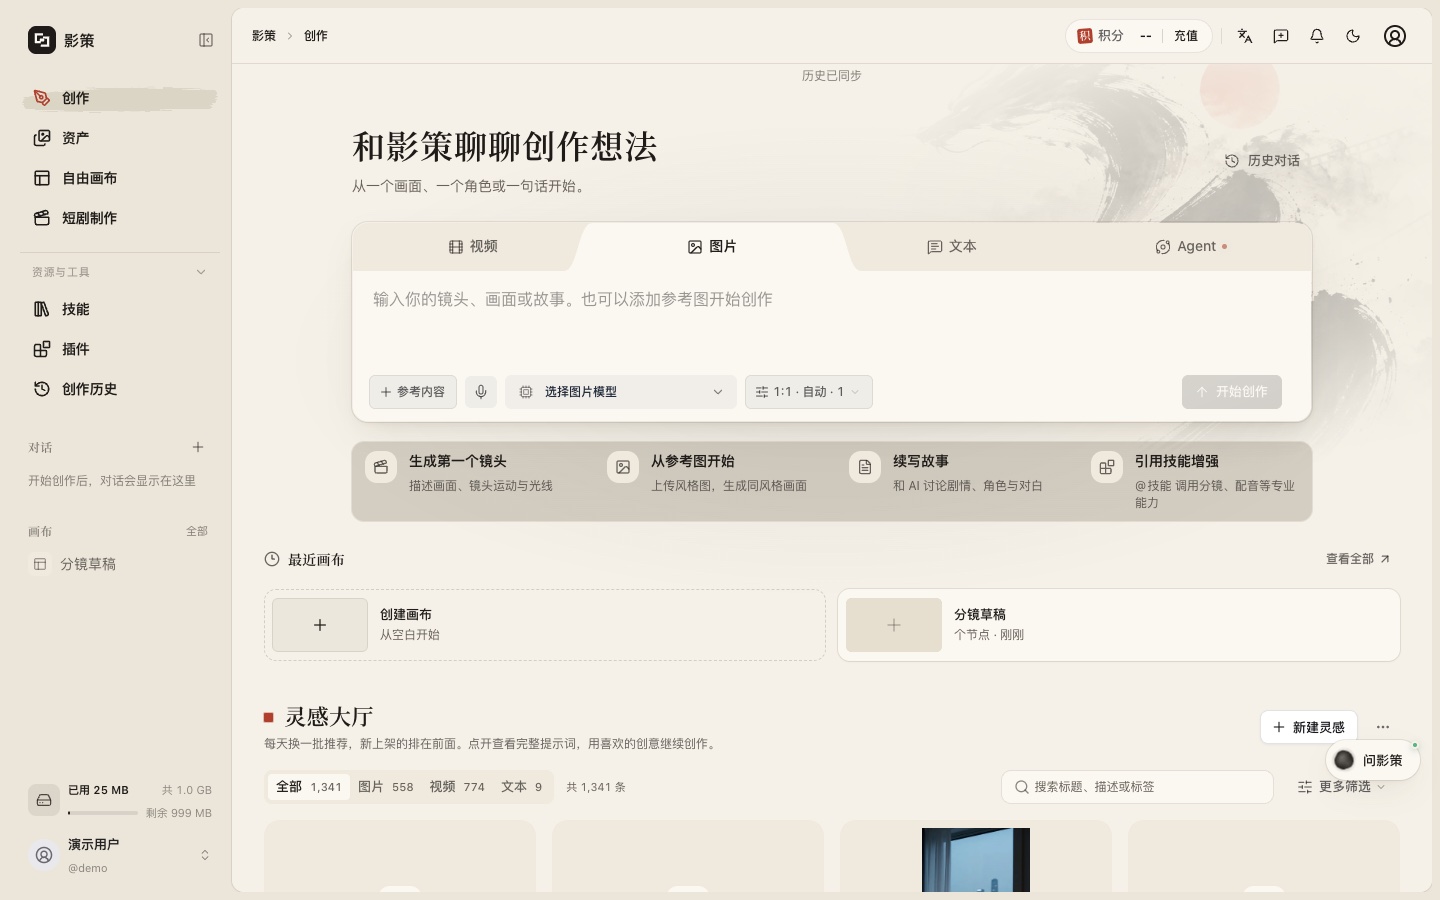 影策
创作
资产
自由画布
短剧制作
资源与工具
技能
插件
创作历史
对话
开始创作后，对话会显示在这里
画布
全部
分镜草稿
已用 25 MB
共 1.0 GB
剩余 999 MB
演示用户
@demo
影策
创作
积
积分
--
充值
历史已同步
和影策聊聊创作想法
从一个画面、一个角色或一句话开始。
历史对话
视频
图片
文本
Agent
输入你的镜头、画面或故事。也可以添加参考图开始创作
参考内容
选择图片模型
1:1 · 自动 · 1
开始创作
生成第一个镜头
描述画面、镜头运动与光线
从参考图开始
上传风格图，生成同风格画面
续写故事
和 AI 讨论剧情、角色与对白
引用技能增强
@技能 调用分镜、配音等专业
能力
最近画布
查看全部
创建画布
从空白开始
分镜草稿
个节点 · 刚刚
灵感大厅
每天换一批推荐，新上架的排在前面。点开查看完整提示词，用喜欢的创意继续创作。
新建灵感
问影策
全部 1,341
图片 558
视频 774
文本 9
共 1,341 条
搜索标题、描述或标签
更多筛选